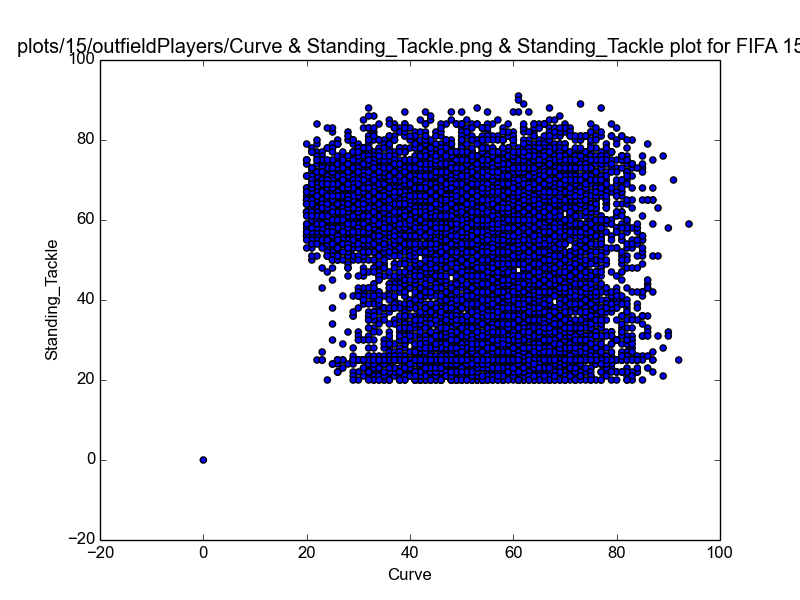 plots/15/outfieldPlayers/Curve & Standing_Tackle.png & Standing_Tackle plot for FIFA 15
100
80
60
40
20
0
−20
Standing_Tackle
−20 0 20 40 60 80 100
Curve